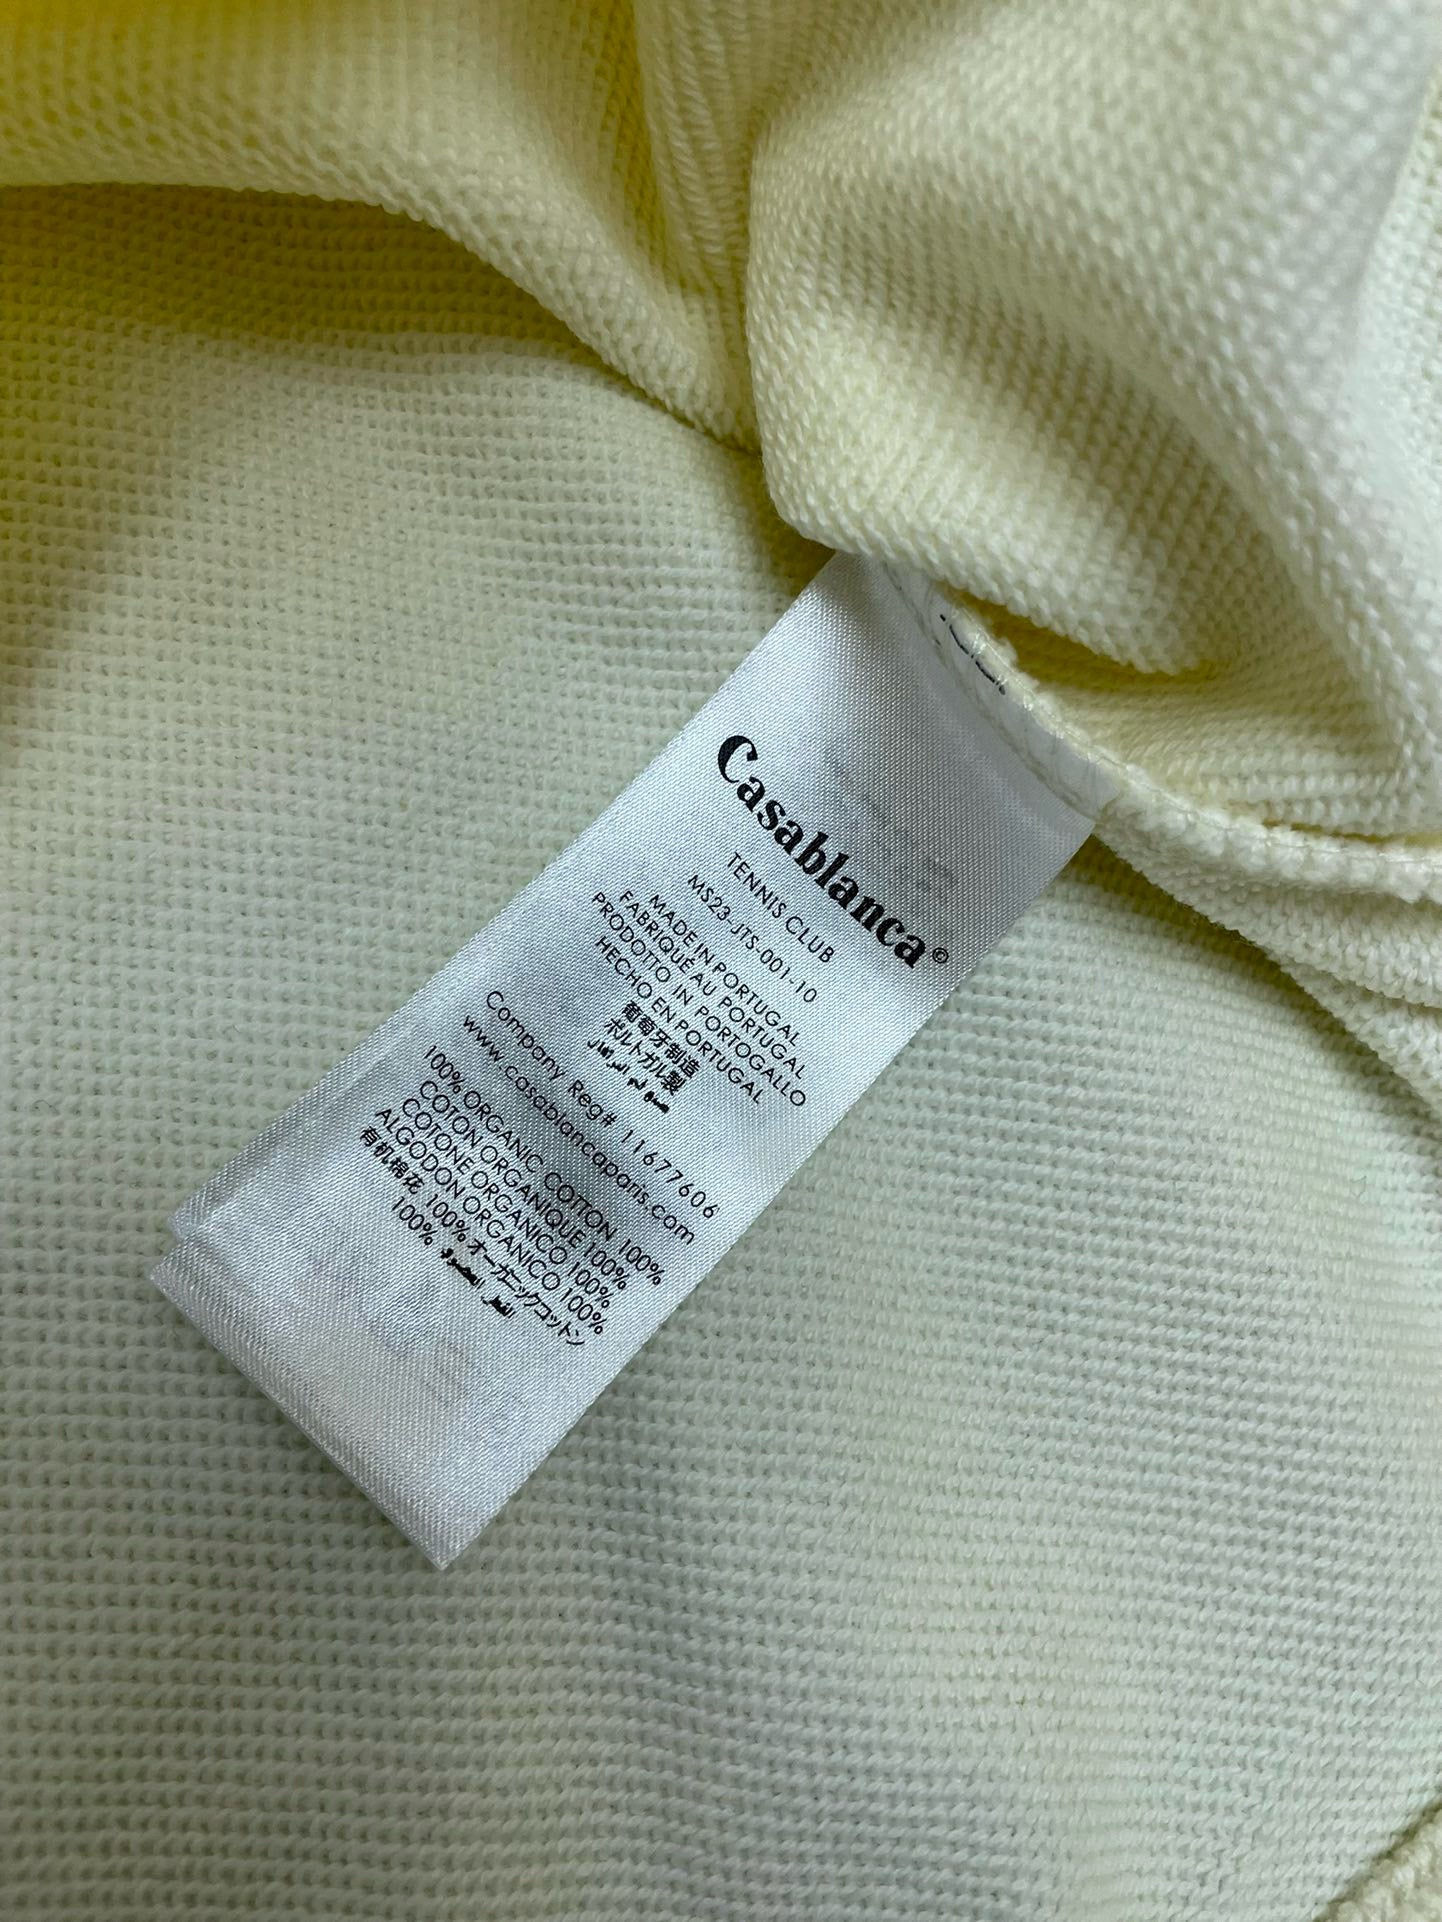 Casablanca©
TENNIS CLUB
MS23-JTS-001-10
MADE IN PORTUGAL
FABRIQUÉ AU PORTUGAL
PRODOTTO IN PORTOGALLO
HECHO EN PORTUGAL
葡萄牙制造
ポルトガル製
Company Reg# 11677606
www.casablancaparis.com
100% ORGANIC COTTON 100%
COTON ORGANIQUE 100%
COTONE ORGANICO 100%
ALGODON ORGANICO 100%
有机棉花 100% オーガニックコットン
100%